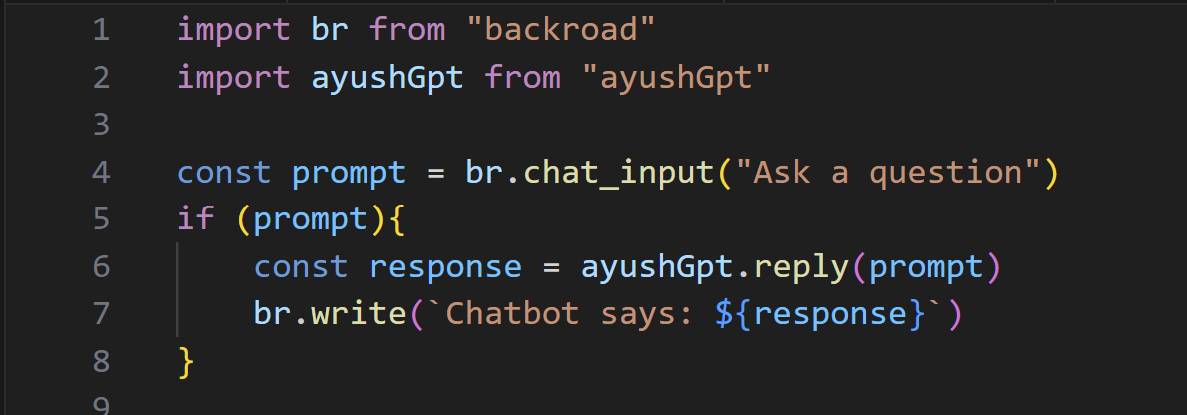 1 import br from "backroad"
2 import ayushGpt from "ayushGpt"
3
4 const prompt = br.chat_input("Ask a question")
5 if (prompt){
6     const response = ayushGpt.reply(prompt)
7     br.write(`Chatbot says: ${response}`)
8 }
9